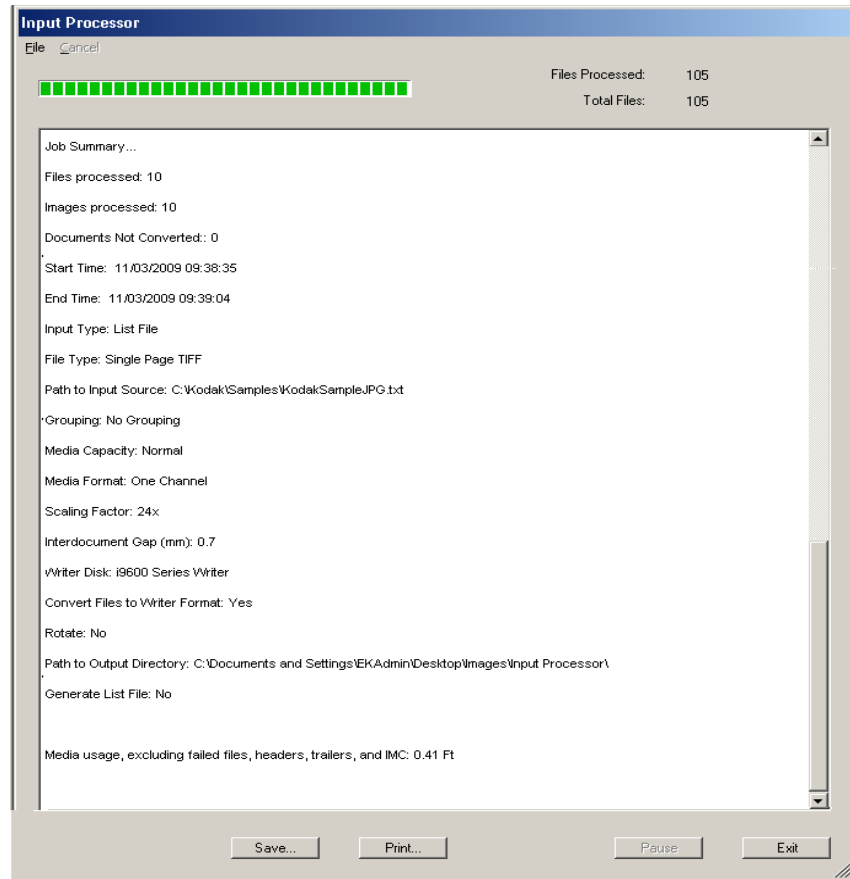 Input Processor
File Cancel
Files Processed: 105
Total Files: 105
Job Summary...
Files processed: 10
Images processed: 10
Documents Not Converted:: 0
Start Time: 11/03/2009 09:38:35
End Time: 11/03/2009 09:39:04
Input Type: List File
File Type: Single Page TIFF
Path to Input Source: C:\Kodak\Samples\KodakSampleJPG.txt
Grouping: No Grouping
Media Capacity: Normal
Media Format: One Channel
Scaling Factor: 24x
Interdocument Gap (mm): 0.7
Writer Disk: i9600 Series Writer
Convert Files to Writer Format: Yes
Rotate: No
Path to Output Directory: C:\Documents and Settings\EKAdmin\Desktop\Images\Input Processor\
Generate List File: No
Media usage, excluding failed files, headers, trailers, and IMC: 0.41 Ft
Save... Print... Pause Exit